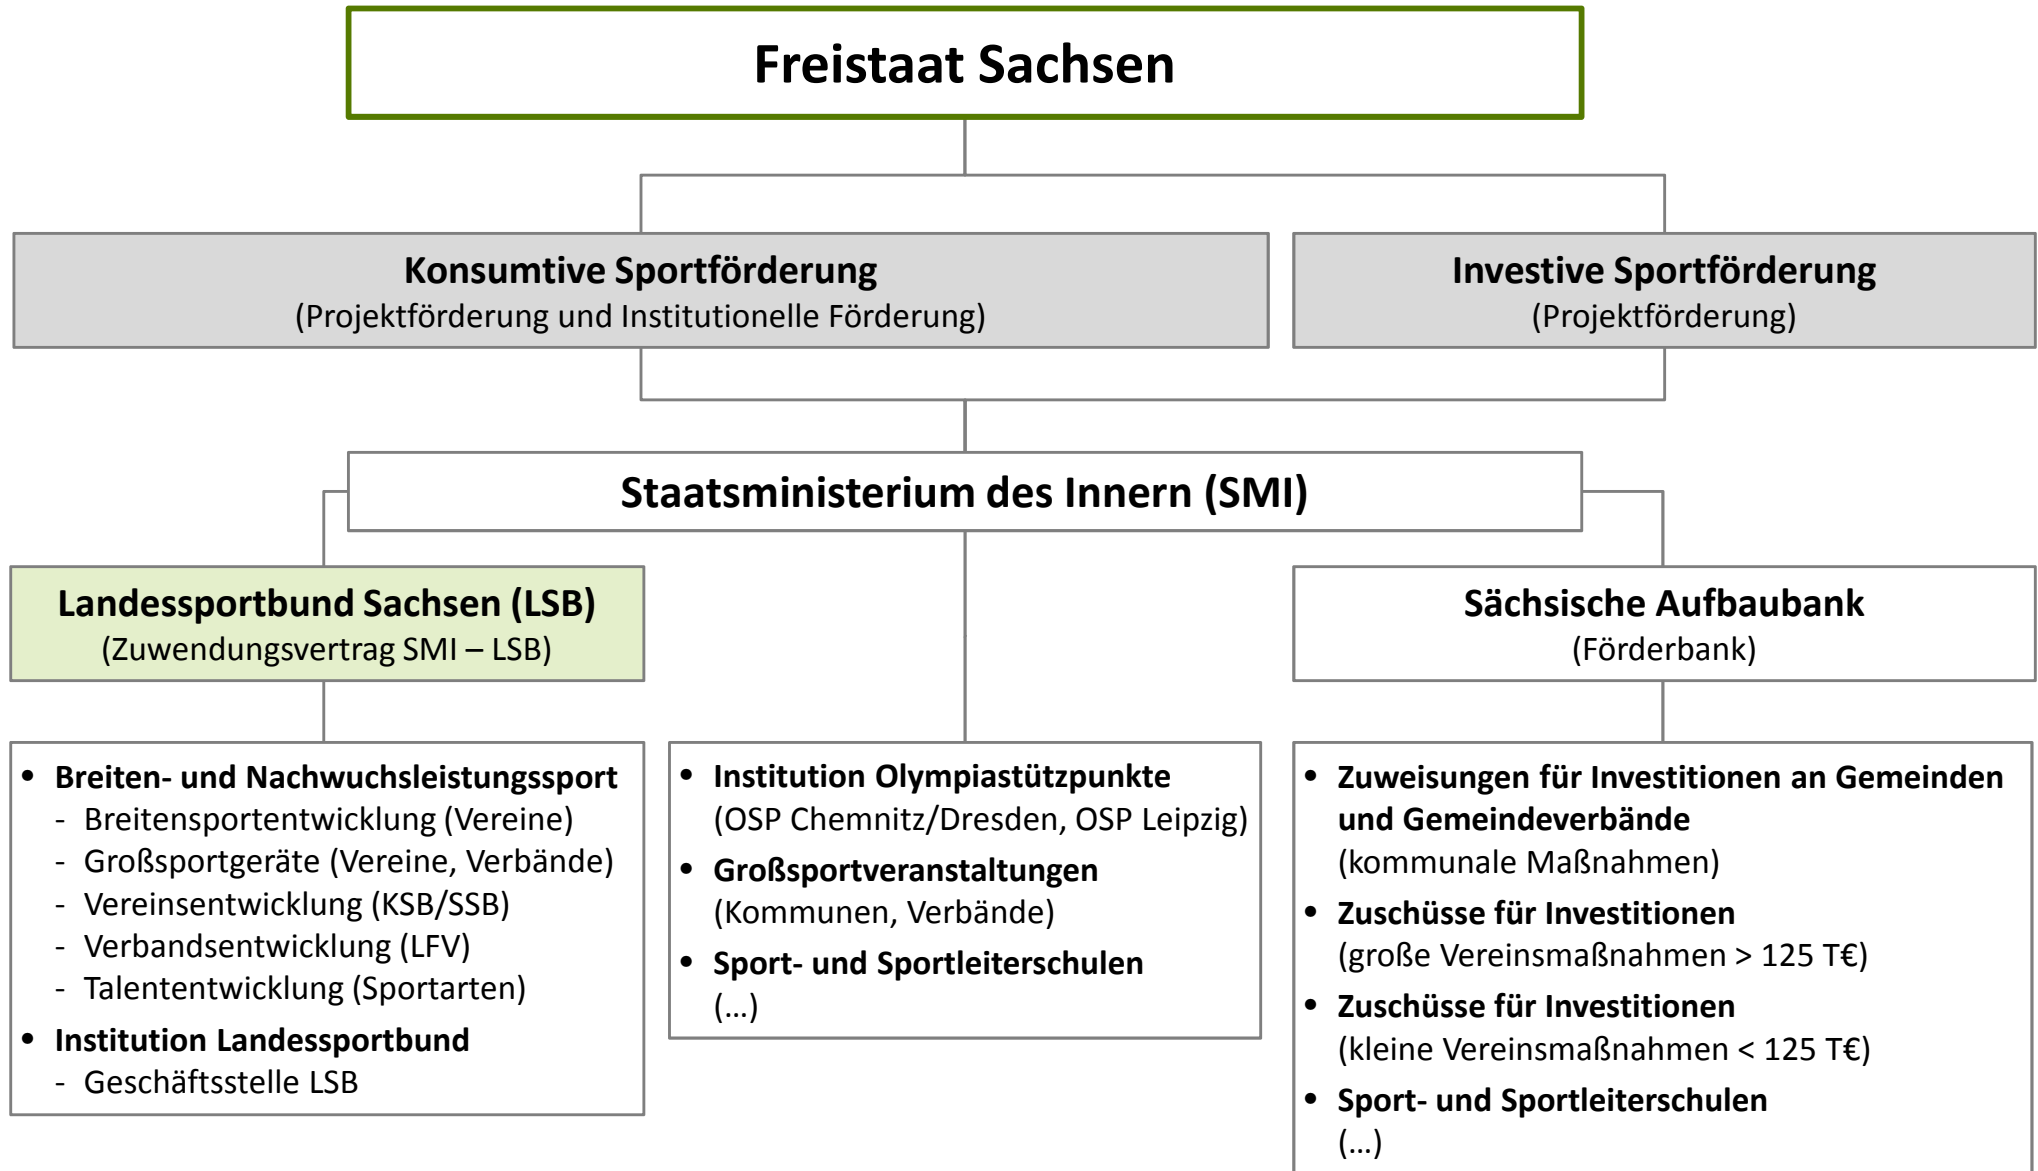 Freistaat Sachsen
Konsumtive Sportförderung
(Projektförderung und Institutionelle Förderung)
Investive Sportförderung
(Projektförderung)
Staatsministerium des Innern (SMI)
Landessportbund Sachsen (LSB)
(Zuwendungsvertrag SMI – LSB)
Sächsische Aufbaubank
(Förderbank)
• Breiten- und Nachwuchsleistungssport
- Breitensportentwicklung (Vereine)
- Großsportgeräte (Vereine, Verbände)
- Vereinsentwicklung (KSB/SSB)
- Verbandsentwicklung (LFV)
- Talententwicklung (Sportarten)
• Institution Landessportbund
- Geschäftsstelle LSB
• Institution Olympiastützpunkte
(OSP Chemnitz/Dresden, OSP Leipzig)
• Großsportveranstaltungen
(Kommunen, Verbände)
• Sport- und Sportleiterschulen
(...)
• Zuweisungen für Investitionen an Gemeinden
und Gemeindeverbände
(kommunale Maßnahmen)
• Zuschüsse für Investitionen
(große Vereinsmaßnahmen > 125 T€)
• Zuschüsse für Investitionen
(kleine Vereinsmaßnahmen < 125 T€)
• Sport- und Sportleiterschulen
(...)